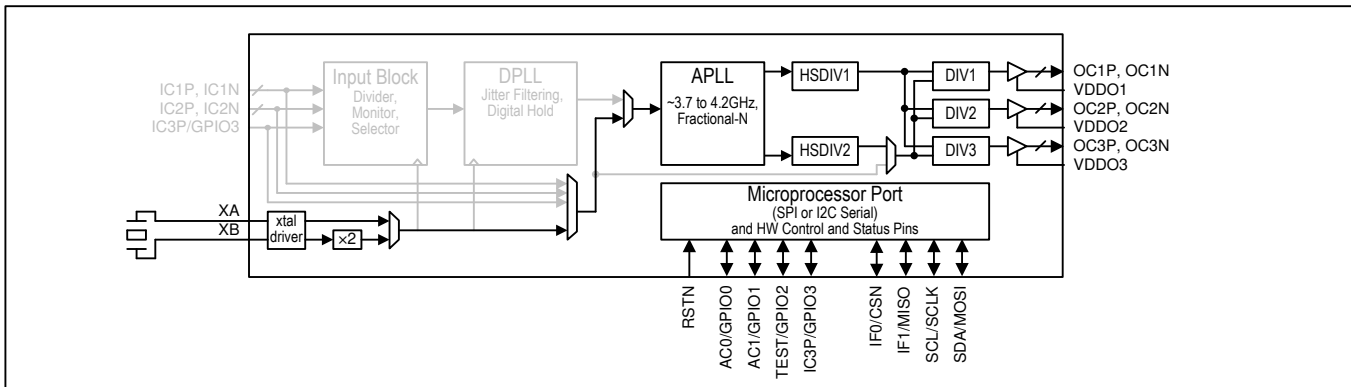 IC1P, IC1N
IC2P, IC2N
IC3P/GPIO3
Input Block
Divider,
Monitor,
Selector
DPLL
Jitter Filtering,
Digital Hold
APLL
~3.7 to 4.2GHz,
Fractional-N
HSDIV1
HSDIV2
DIV1
DIV2
DIV3
OC1P, OC1N
VDDO1
OC2P, OC2N
VDDO2
OC3P, OC3N
VDDO3
XA
XB
xtal
driver
×2
Microprocessor Port
(SPI or I2C Serial)
and HW Control and Status Pins
RSTN
AC0/GPIO0
AC1/GPIO1
TEST/GPIO2
IC3P/GPIO3
IF0/CSN
IF1/MISO
SCL/SCLK
SDA/MOSI